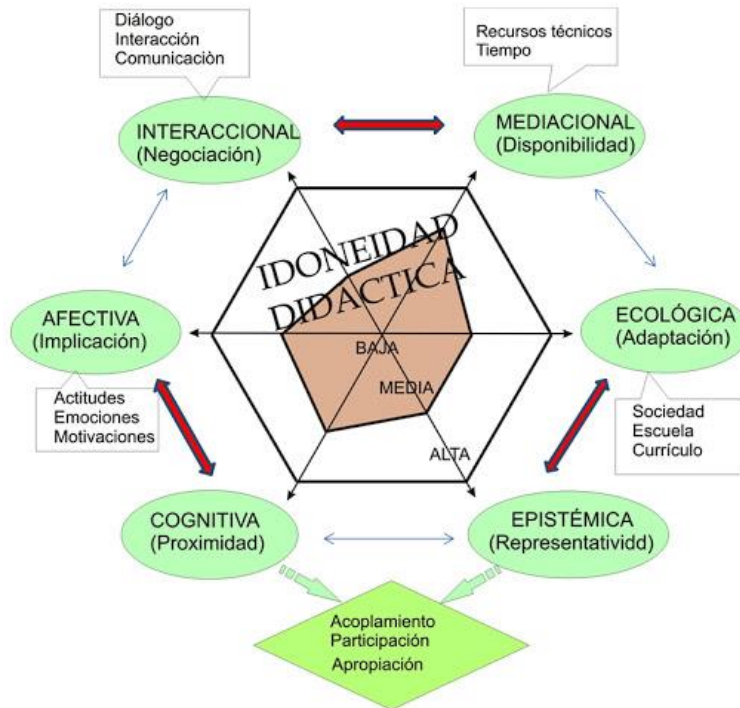 Diálogo
Interacción
Comunicaciòn
Recursos técnicos
Tiempo
INTERACCIONAL
(Negociación)
MEDIACIONAL
(Disponibilidad)
IDONEIDAD
DIDÁCTICA
AFECTIVA
(Implicación)
ECOLÓGICA
(Adaptación)
BAJA
MEDIA
ALTA
Actitudes
Emociones
Motivaciones
Sociedad
Escuela
Currículo
COGNITIVA
(Proximidad)
EPISTÉMICA
(Representatividd)
Acoplamiento
Participación
Apropiación